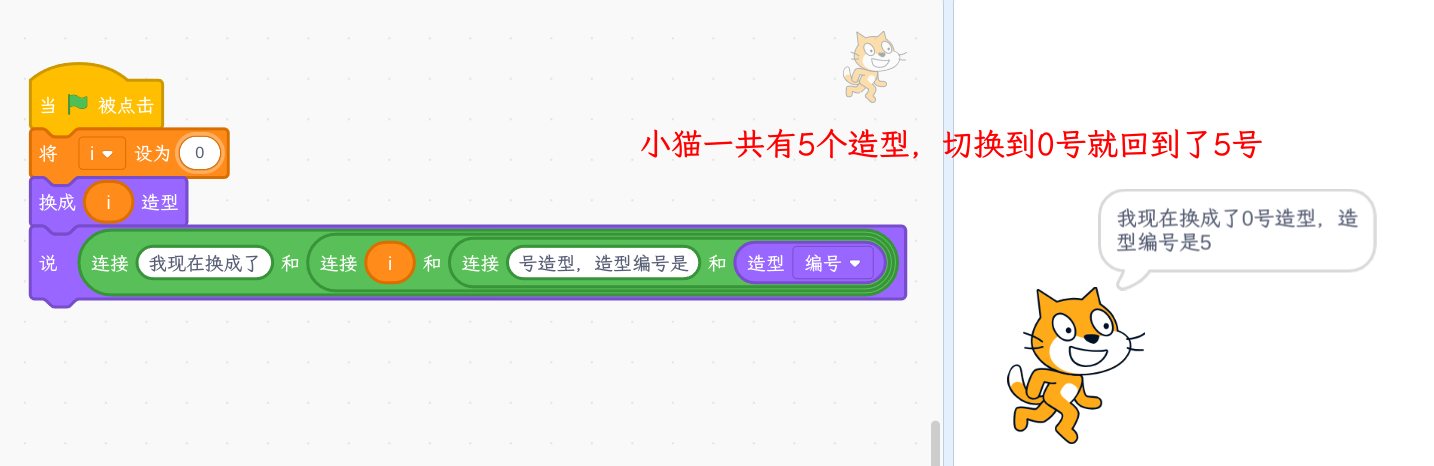 当 被点击
将 i 设为 0
小猫一共有5个造型，切换到0号就回到了5号
换成 i 造型
说 连接 我现在换成了 和 连接 i 和 连接 号造型，造型编号是 和 造型 编号
我现在换成了0号造型，造
型编号是5